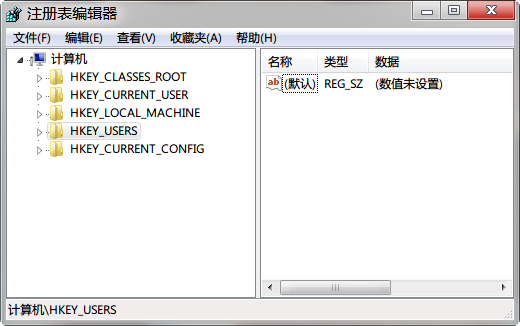 注册表编辑器
文件(F) 编辑(E) 查看(V) 收藏夹(A) 帮助(H)
计算机
HKEY_CLASSES_ROOT
HKEY_CURRENT_USER
HKEY_LOCAL_MACHINE
HKEY_USERS
HKEY_CURRENT_CONFIG
名称 类型 数据
ab (默认) REG_SZ (数值未设置)
计算机\HKEY_USERS